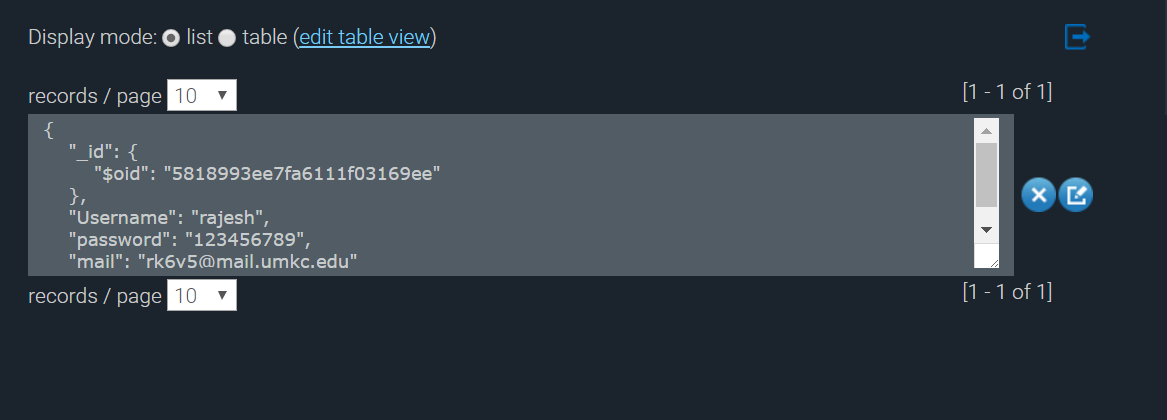 Display mode: list table (edit table view)
records / page 10 [1 - 1 of 1]
{
"_id": {
"$oid": "5818993ee7fa6111f03169ee"
},
"Username": "rajesh",
"password": "123456789",
"mail": "rk6v5@mail.umkc.edu"
records / page 10 [1 - 1 of 1]